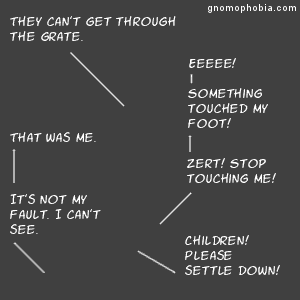 gnomophobia.com
THEY CAN'T GET THROUGH
THE GRATE.
EEEEE!
SOMETHING
TOUCHED MY
FOOT!
THAT WAS ME.
ZERT! STOP
TOUCHING ME!
IT'S NOT MY
FAULT. I CAN'T
SEE.
CHILDREN!
PLEASE
SETTLE DOWN!